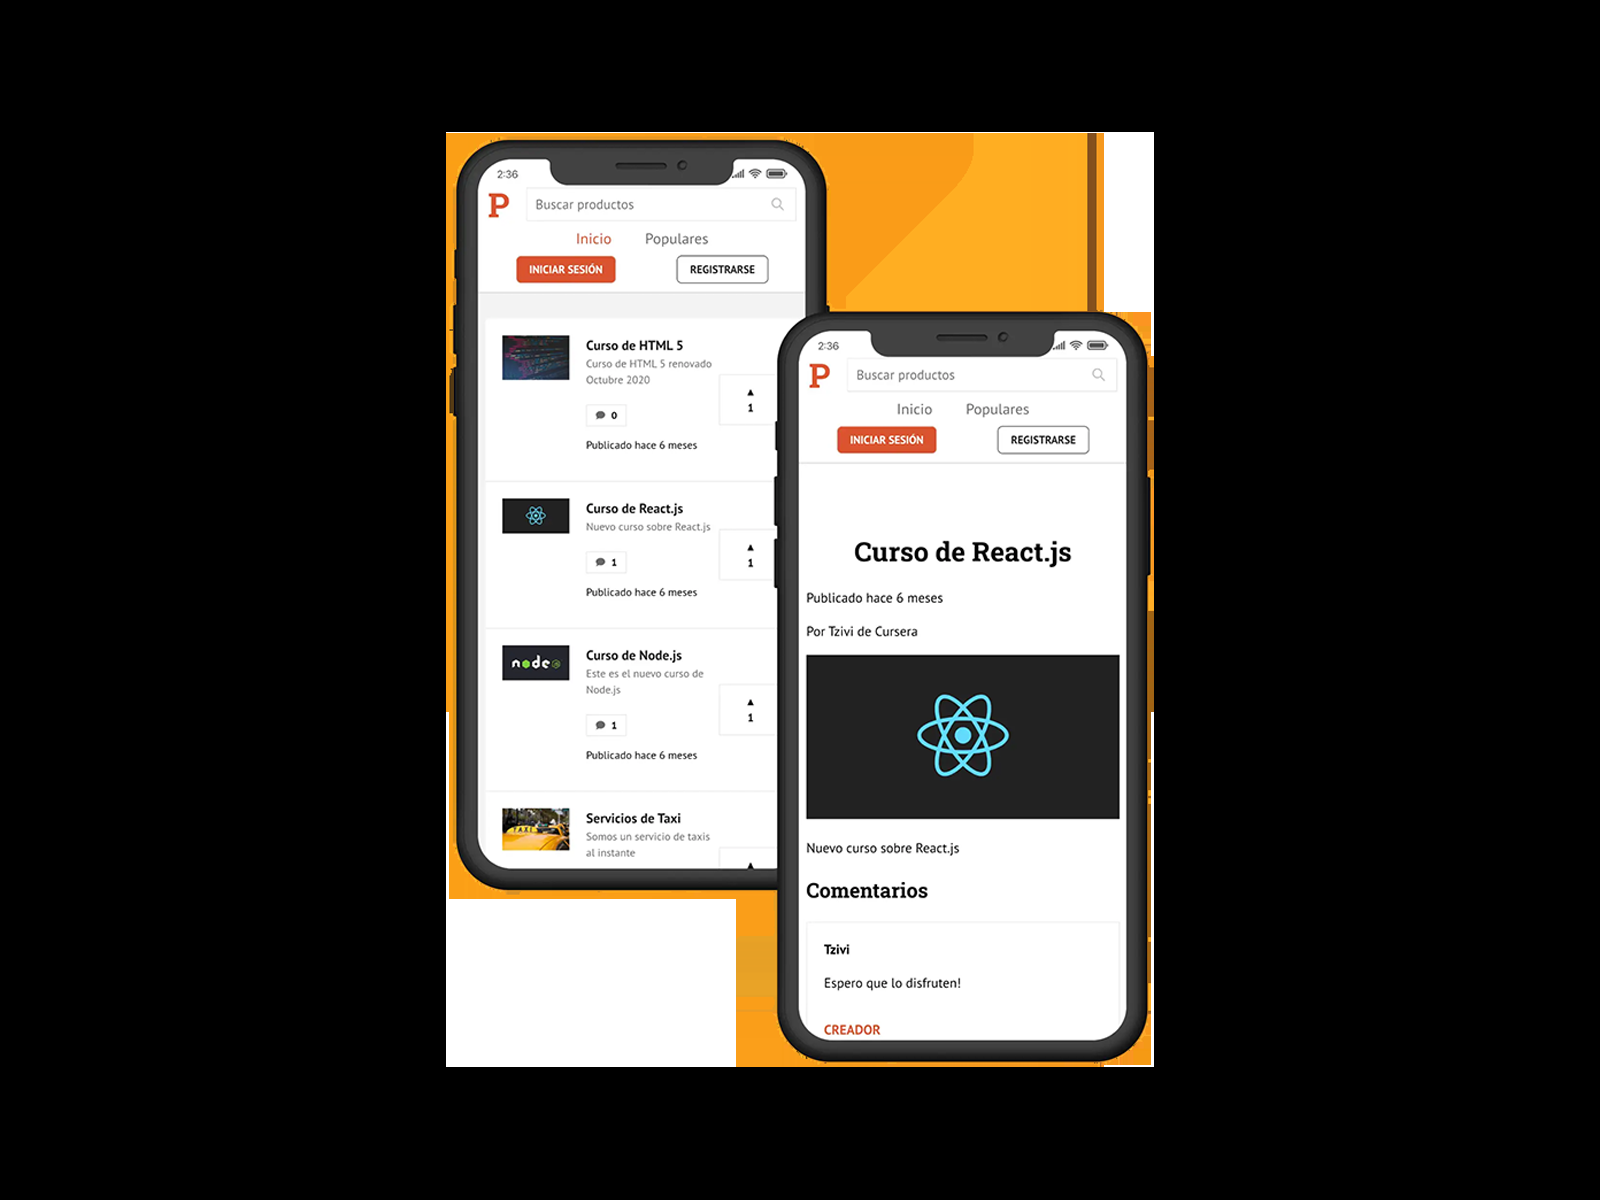 2:36
P
Buscar productos
Inicio
Populares
INICIAR SESIÓN
REGISTRARSE
Curso de HTML 5
Curso de HTML 5 renovado
Octubre 2020
1
0
Publicado hace 6 meses
Curso de React.js
Nuevo curso sobre React.js
1
1
Publicado hace 6 meses
node
Curso de Node.js
Este es el nuevo curso de
Node.js
1
1
Publicado hace 6 meses
TAXI
Servicios de Taxi
Somos un servicio de taxis
al instante
2:36
P
Buscar productos
Inicio
Populares
INICIAR SESIÓN
REGISTRARSE
Curso de React.js
Publicado hace 6 meses
Por Tzivi de Cursera
Nuevo curso sobre React.js
Comentarios
Tzivi
Espero que lo disfruten!
CREADOR